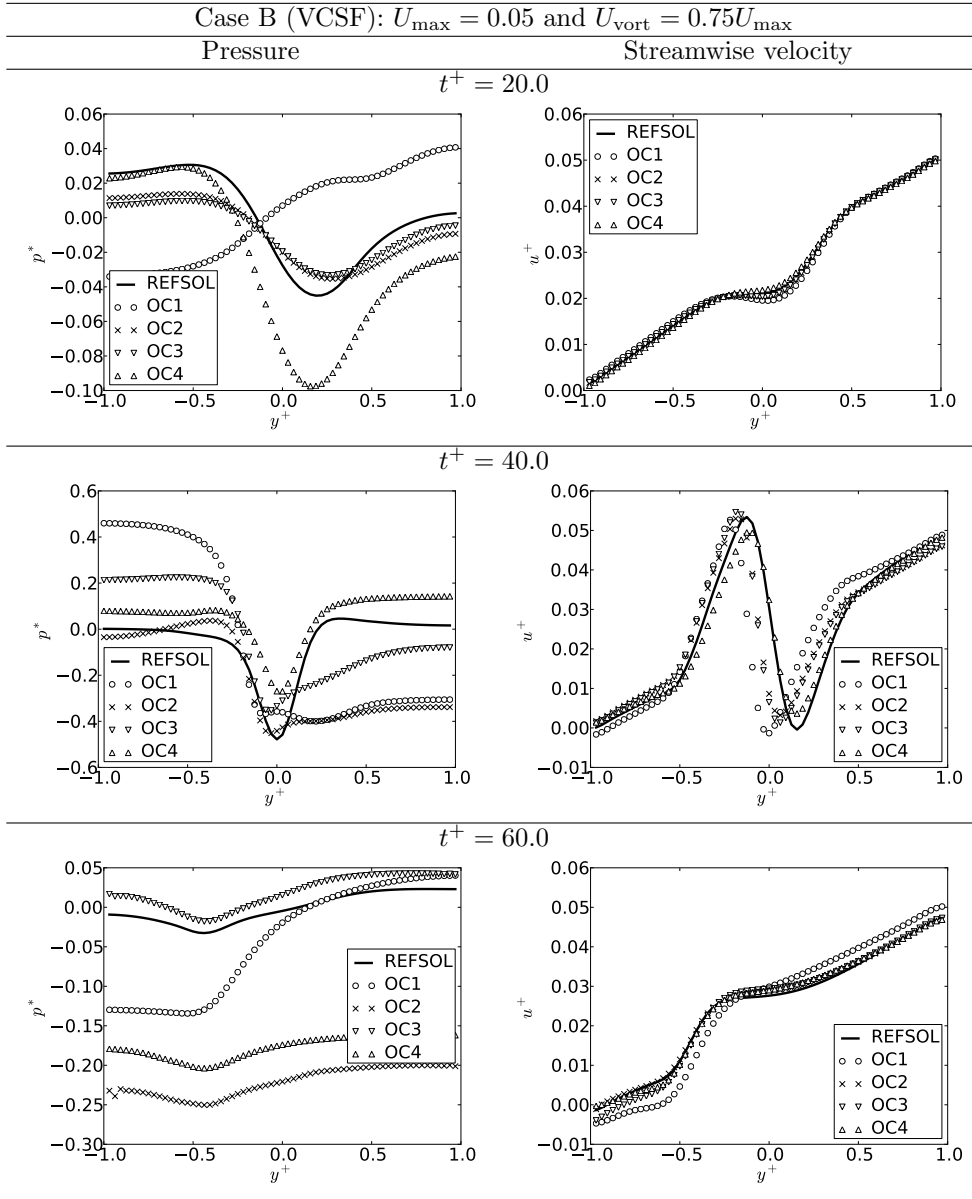 Case B (VCSF): U_max = 0.05 and U_vort = 0.75U_max
Pressure Streamwise velocity
t⁺ = 20.0
0.06
0.04
0.02
0.00
−0.02
−0.04
−0.06
−0.08
−0.10
p*
REFSOL
OC1
OC2
OC3
OC4
−1.0 −0.5 0.0 0.5 1.0
y⁺
0.06
0.05
0.04
0.03
0.02
0.01
0.00
u⁺
REFSOL
OC1
OC2
OC3
OC4
−1.0 −0.5 0.0 0.5 1.0
y⁺
t⁺ = 40.0
0.6
0.4
0.2
0.0
−0.2
−0.4
−0.6
p*
REFSOL
OC1
OC2
OC3
OC4
−1.0 −0.5 0.0 0.5 1.0
y⁺
0.06
0.05
0.04
0.03
0.02
0.01
0.00
−0.01
u⁺
REFSOL
OC1
OC2
OC3
OC4
−1.0 −0.5 0.0 0.5 1.0
y⁺
t⁺ = 60.0
0.05
0.00
−0.05
−0.10
−0.15
−0.20
−0.25
−0.30
p*
REFSOL
OC1
OC2
OC3
OC4
−1.0 −0.5 0.0 0.5 1.0
y⁺
0.06
0.05
0.04
0.03
0.02
0.01
0.00
−0.01
u⁺
REFSOL
OC1
OC2
OC3
OC4
−1.0 −0.5 0.0 0.5 1.0
y⁺